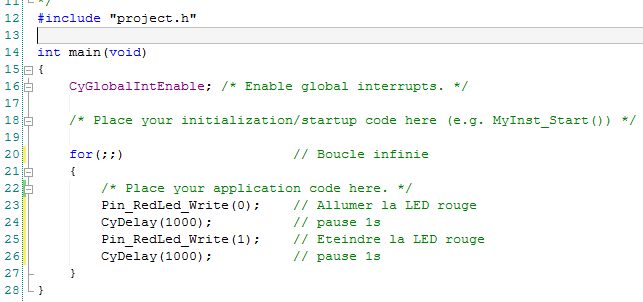 11 */
12 #include "project.h"
13
14 int main(void)
15 {
16 CyGlobalIntEnable; /* Enable global interrupts. */
17
18 /* Place your initialization/startup code here (e.g. MyInst_Start()) */
19
20 for(;;) // Boucle infinie
21 {
22 /* Place your application code here. */
23 Pin_RedLed_Write(0); // Allumer la LED rouge
24 CyDelay(1000); // pause 1s
25 Pin_RedLed_Write(1); // Eteindre la LED rouge
26 CyDelay(1000); // pause 1s
27 }
28 }